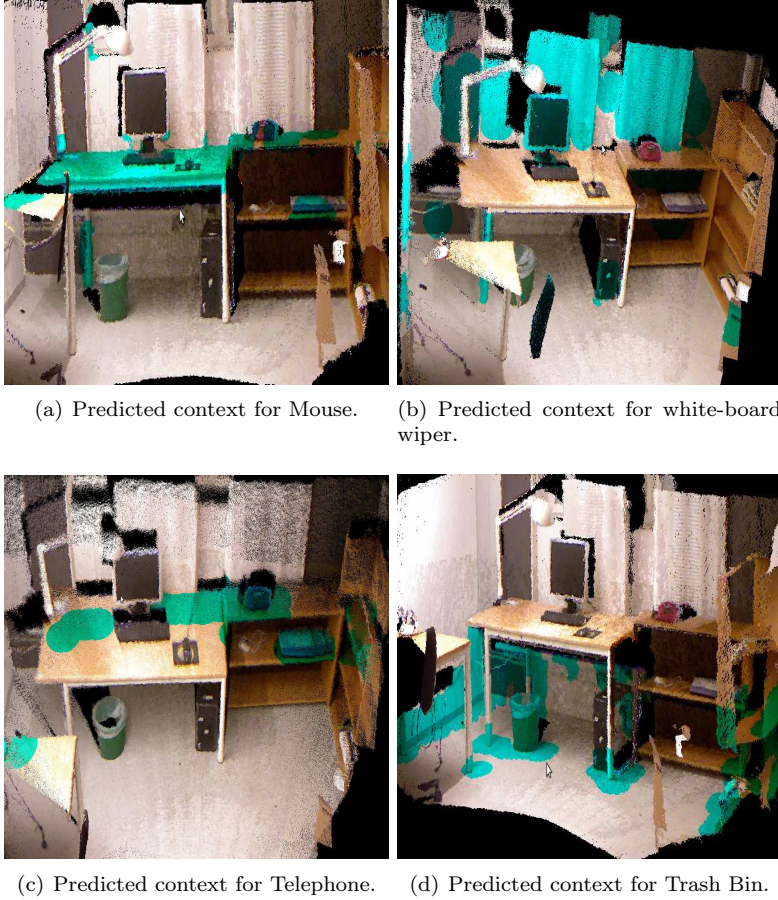 (a) Predicted context for Mouse.
(b) Predicted context for white-board
wiper.
(c) Predicted context for Telephone.
(d) Predicted context for Trash Bin.